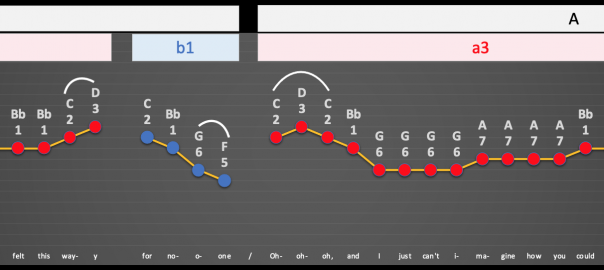 A
b1 a3
Bb Bb C D C Bb G F C D C Bb G G G G A A A A Bb
1 1 2 3 2 1 6 5 2 3 2 1 6 6 6 6 7 7 7 7 1
felt this way- y for no- o- one / Oh- oh- oh, and I just can't i- ma- gine how you could